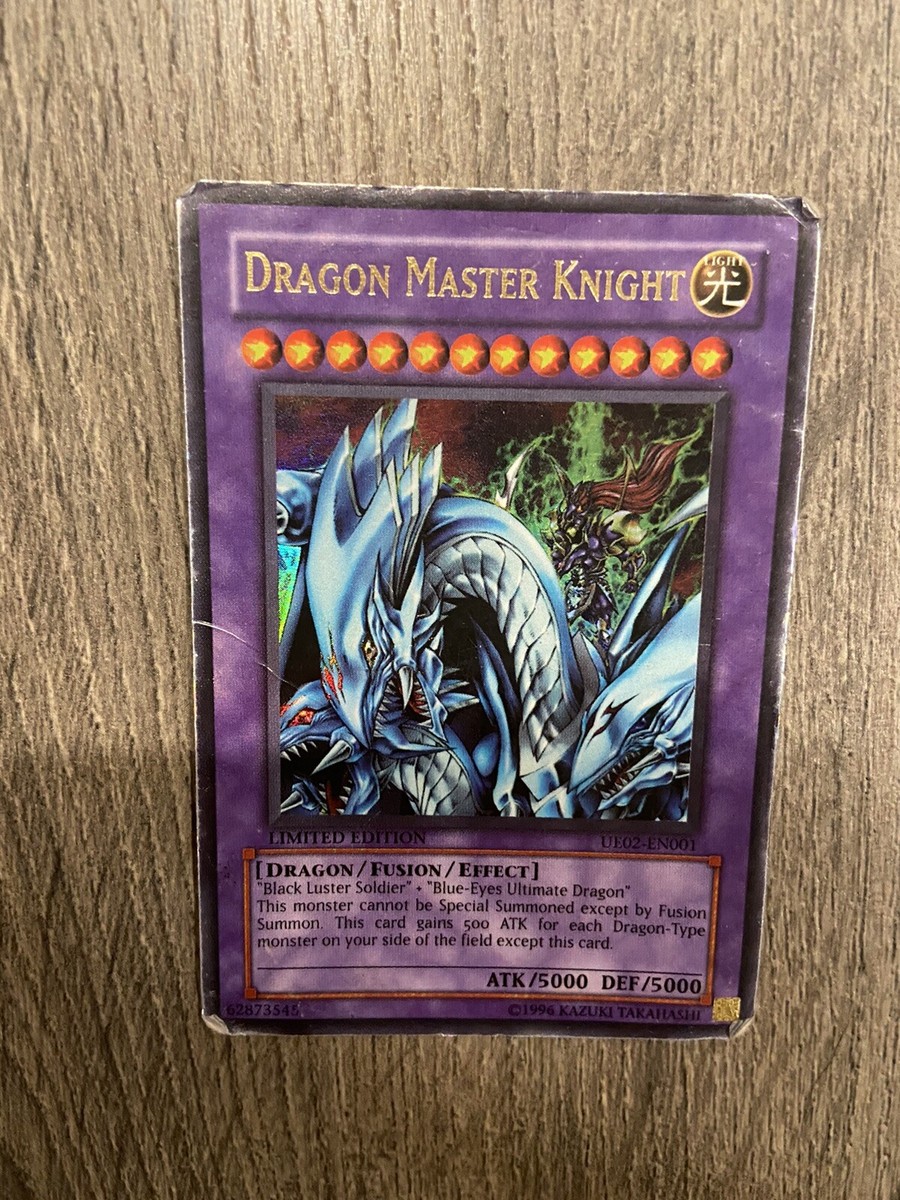 DRAGON MASTER KNIGHT
LIGHT
光
LIMITED EDITION
UE02-EN001
[DRAGON/FUSION/EFFECT]
"Black Luster Soldier" + "Blue-Eyes Ultimate Dragon"
This monster cannot be Special Summoned except by Fusion
Summon. This card gains 500 ATK for each Dragon-Type
monster on your side of the field except this card.
ATK/5000 DEF/5000
62873545
©1996 KAZUKI TAKAHASHI